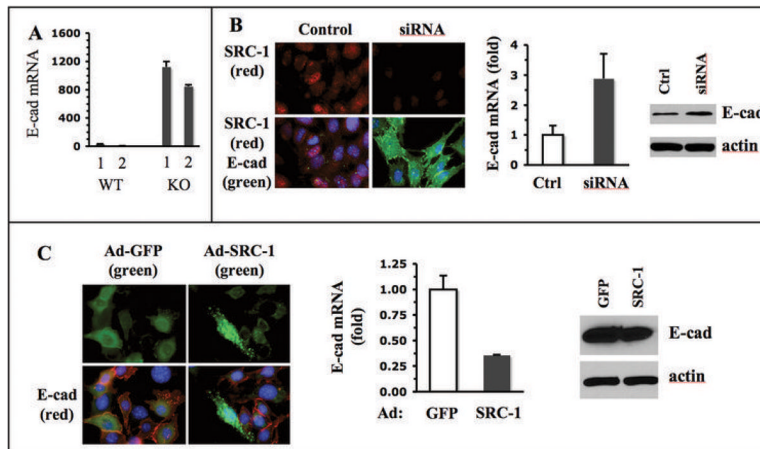 A
E-cad mRNA
1600
1200
800
400
0
1 2 1 2
WT KO
B
Control siRNA
SRC-1
(red)
SRC-1
(red)
E-cad
(green)
E-cad mRNA (fold)
4
3
2
1
0
Ctrl siRNA
Ctrl
siRNA
E-cad
actin
C
Ad-GFP
(green)
Ad-SRC-1
(green)
E-cad
(red)
E-cad mRNA
(fold)
1.25
1.00
0.75
0.50
0.25
0.00
Ad: GFP SRC-1
GFP
SRC-1
E-cad
actin